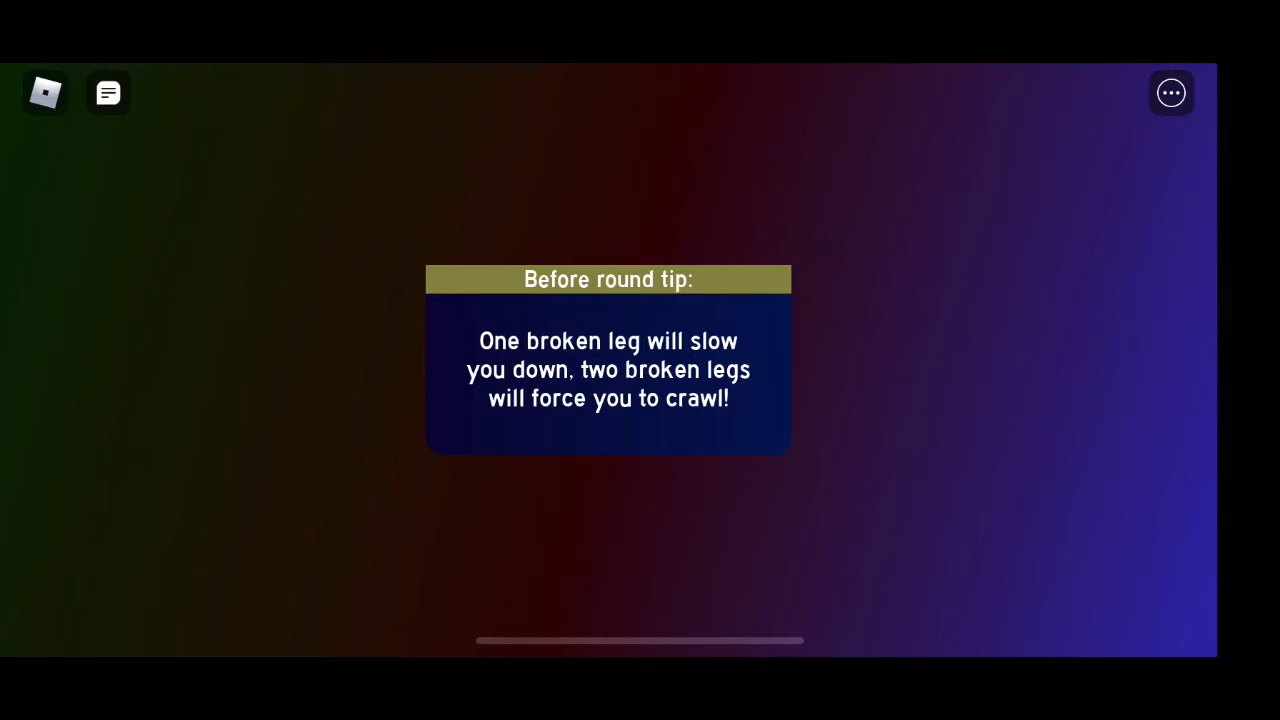 Before round tip:
One broken leg will slow
you down, two broken legs
will force you to crawl!